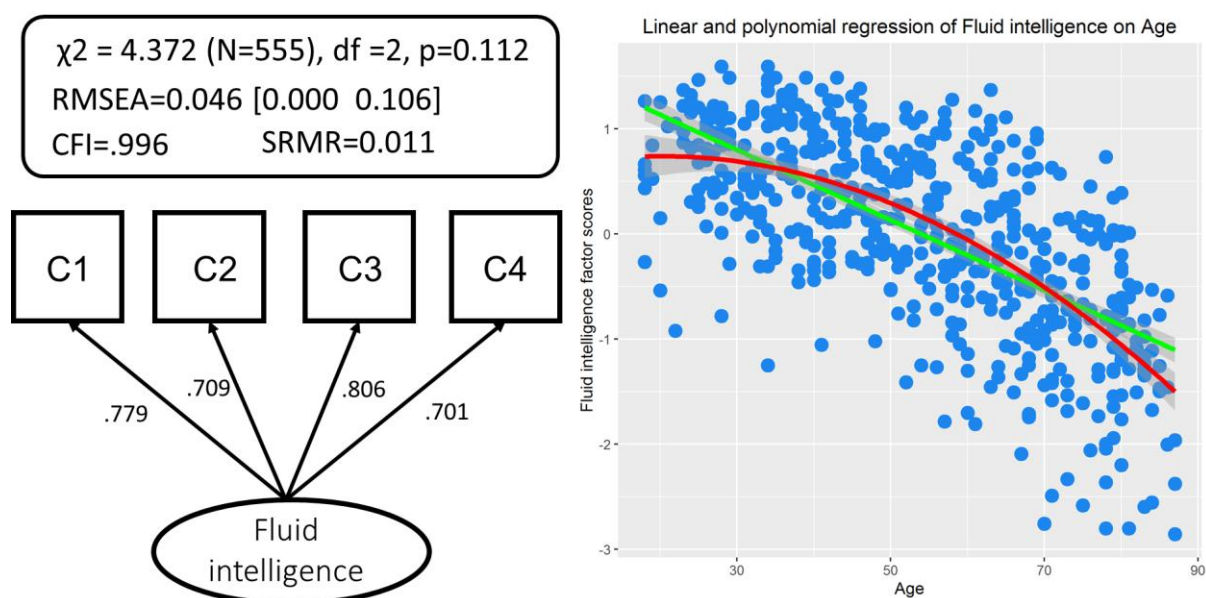 χ2 = 4.372 (N=555), df =2, p=0.112
RMSEA=0.046 [0.000 0.106]
CFI=.996 SRMR=0.011
C1 C2 C3 C4
.779 .709 .806 .701
Fluid
intelligence
Linear and polynomial regression of Fluid intelligence on Age
Fluid intelligence factor scores
1
0
-1
-2
-3
30 50 70 90
Age